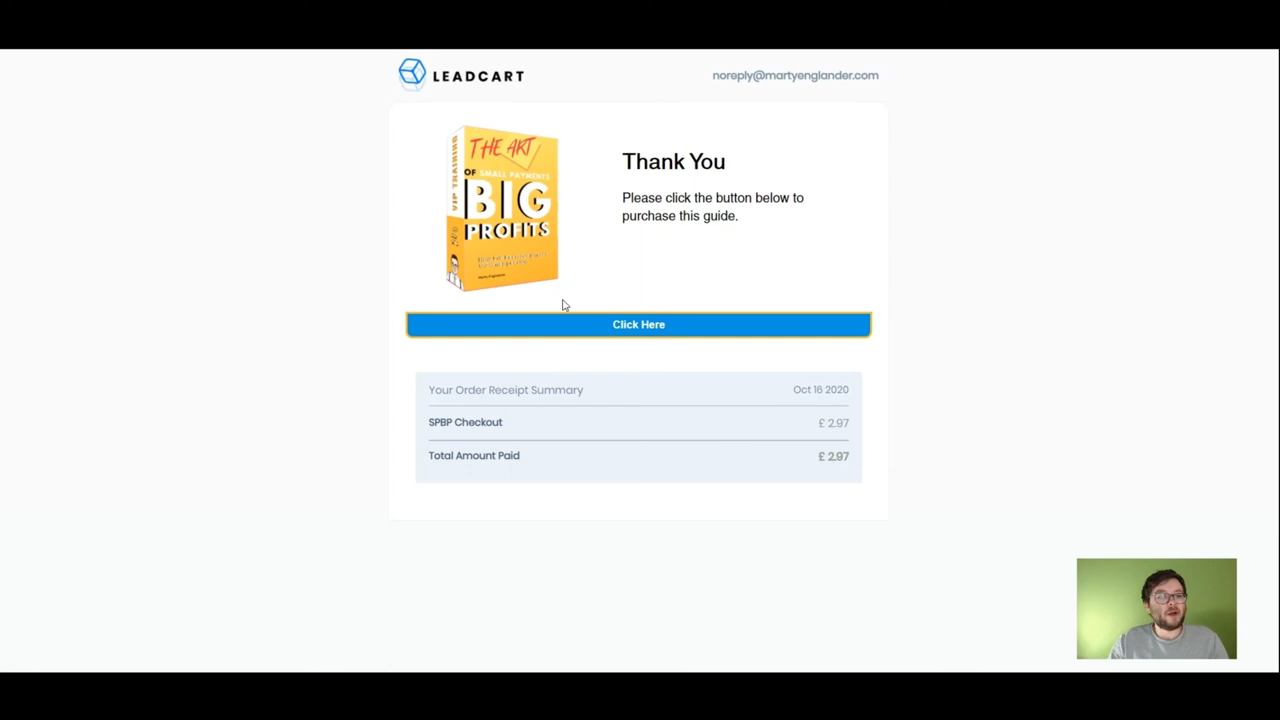 LEADCART
noreply@martyenglander.com
THE ART
OF SMALL PAYMENTS
BIG
PROFITS
VIP TRAINING
Thank You
Please click the button below to
purchase this guide.
Click Here
Your Order Receipt Summary
Oct 16 2020
SPBP Checkout
£ 2.97
Total Amount Paid
£ 2.97